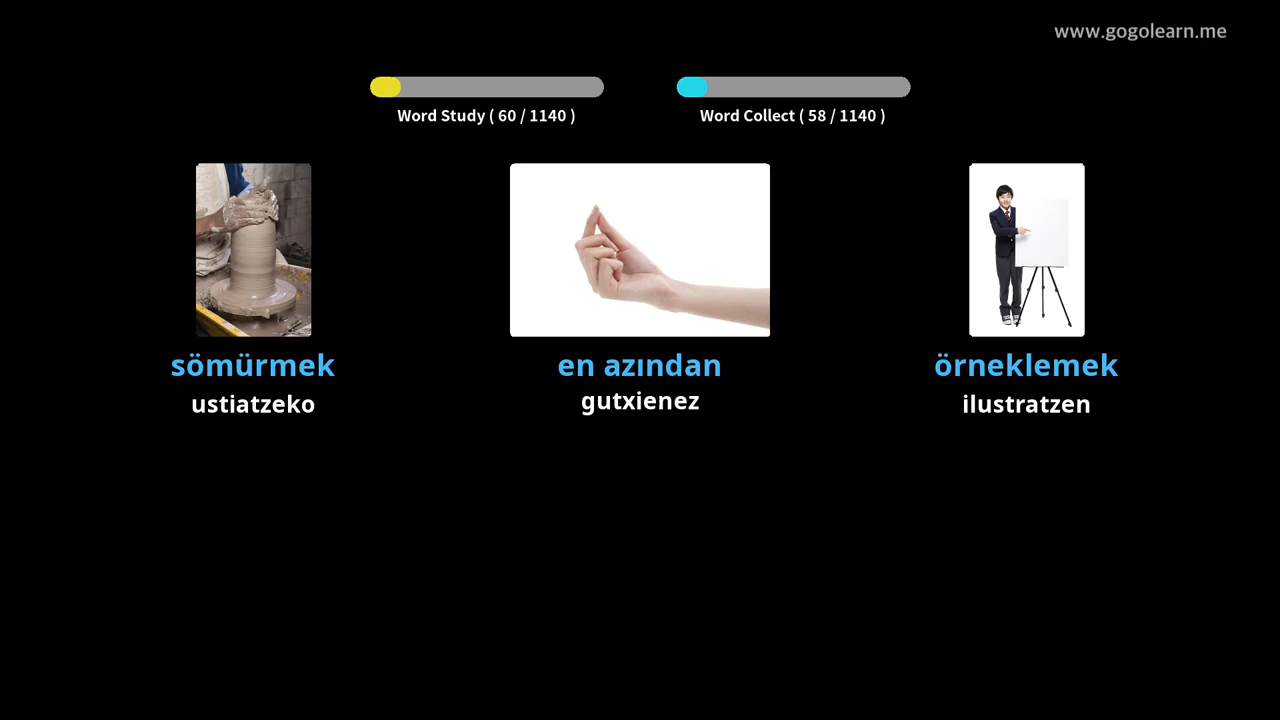 www.gogolearn.me
Word Study ( 60 / 1140 )
Word Collect ( 58 / 1140 )
sömürmek
ustiatzeko
en azından
gutxienez
örneklemek
ilustratzen